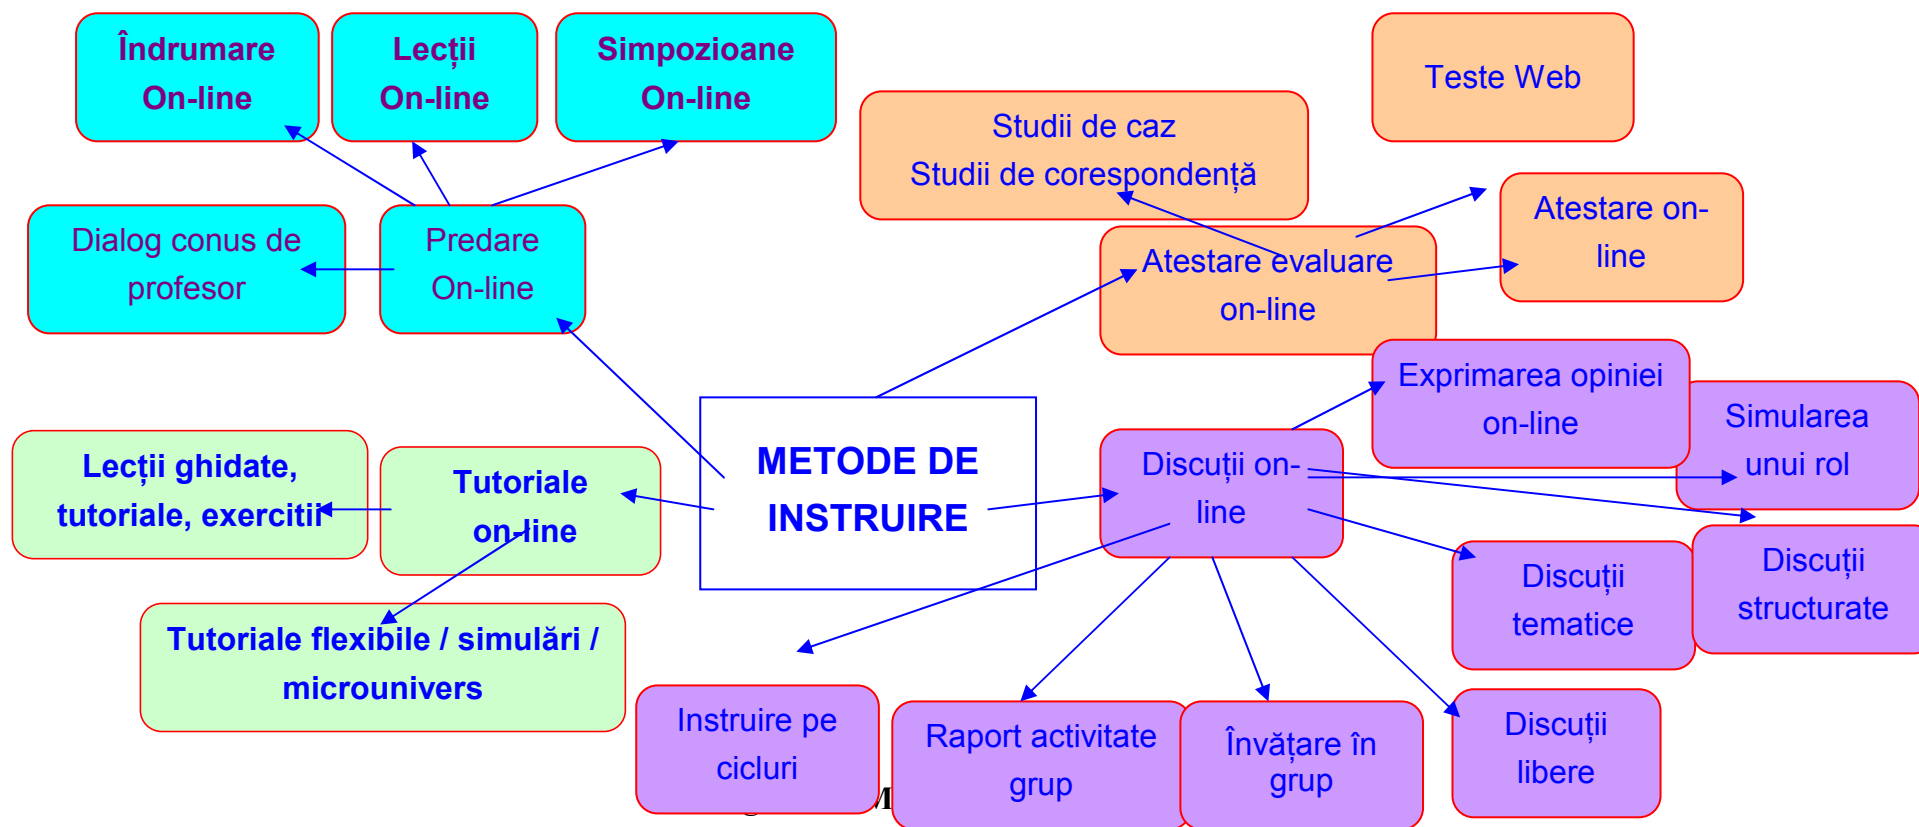 Îndrumare
On-line
Lecții
On-line
Simpozioane
On-line
Teste Web
Studii de caz
Studii de corespondență
Dialog conus de
profesor
Predare
On-line
Atestare evaluare
on-line
Atestare on-
line
Exprimarea opiniei
on-line
Simularea
unui rol
METODE DE
INSTRUIRE
Discuții on-
line
Lecții ghidate,
tutoriale, exercitii
Tutoriale
on-line
Tutoriale flexibile / simulări /
microunivers
Discuții
tematice
Discuții
structurate
Instruire pe
cicluri
Raport activitate
grup
Învățare în
grup
Discuții
libere